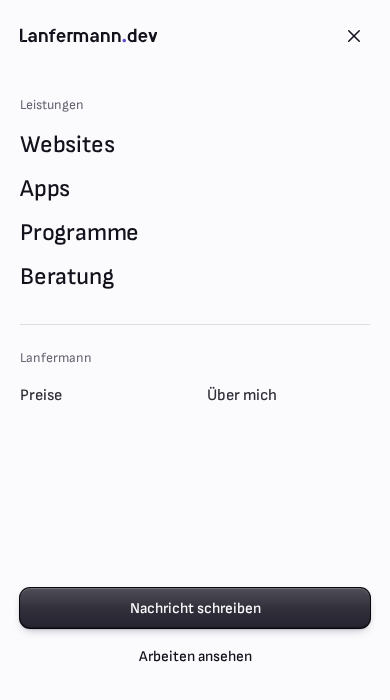 Lanfermann.dev
Leistungen
Websites
Apps
Programme
Beratung
Lanfermann
Preise
Über mich
Nachricht schreiben
Arbeiten ansehen